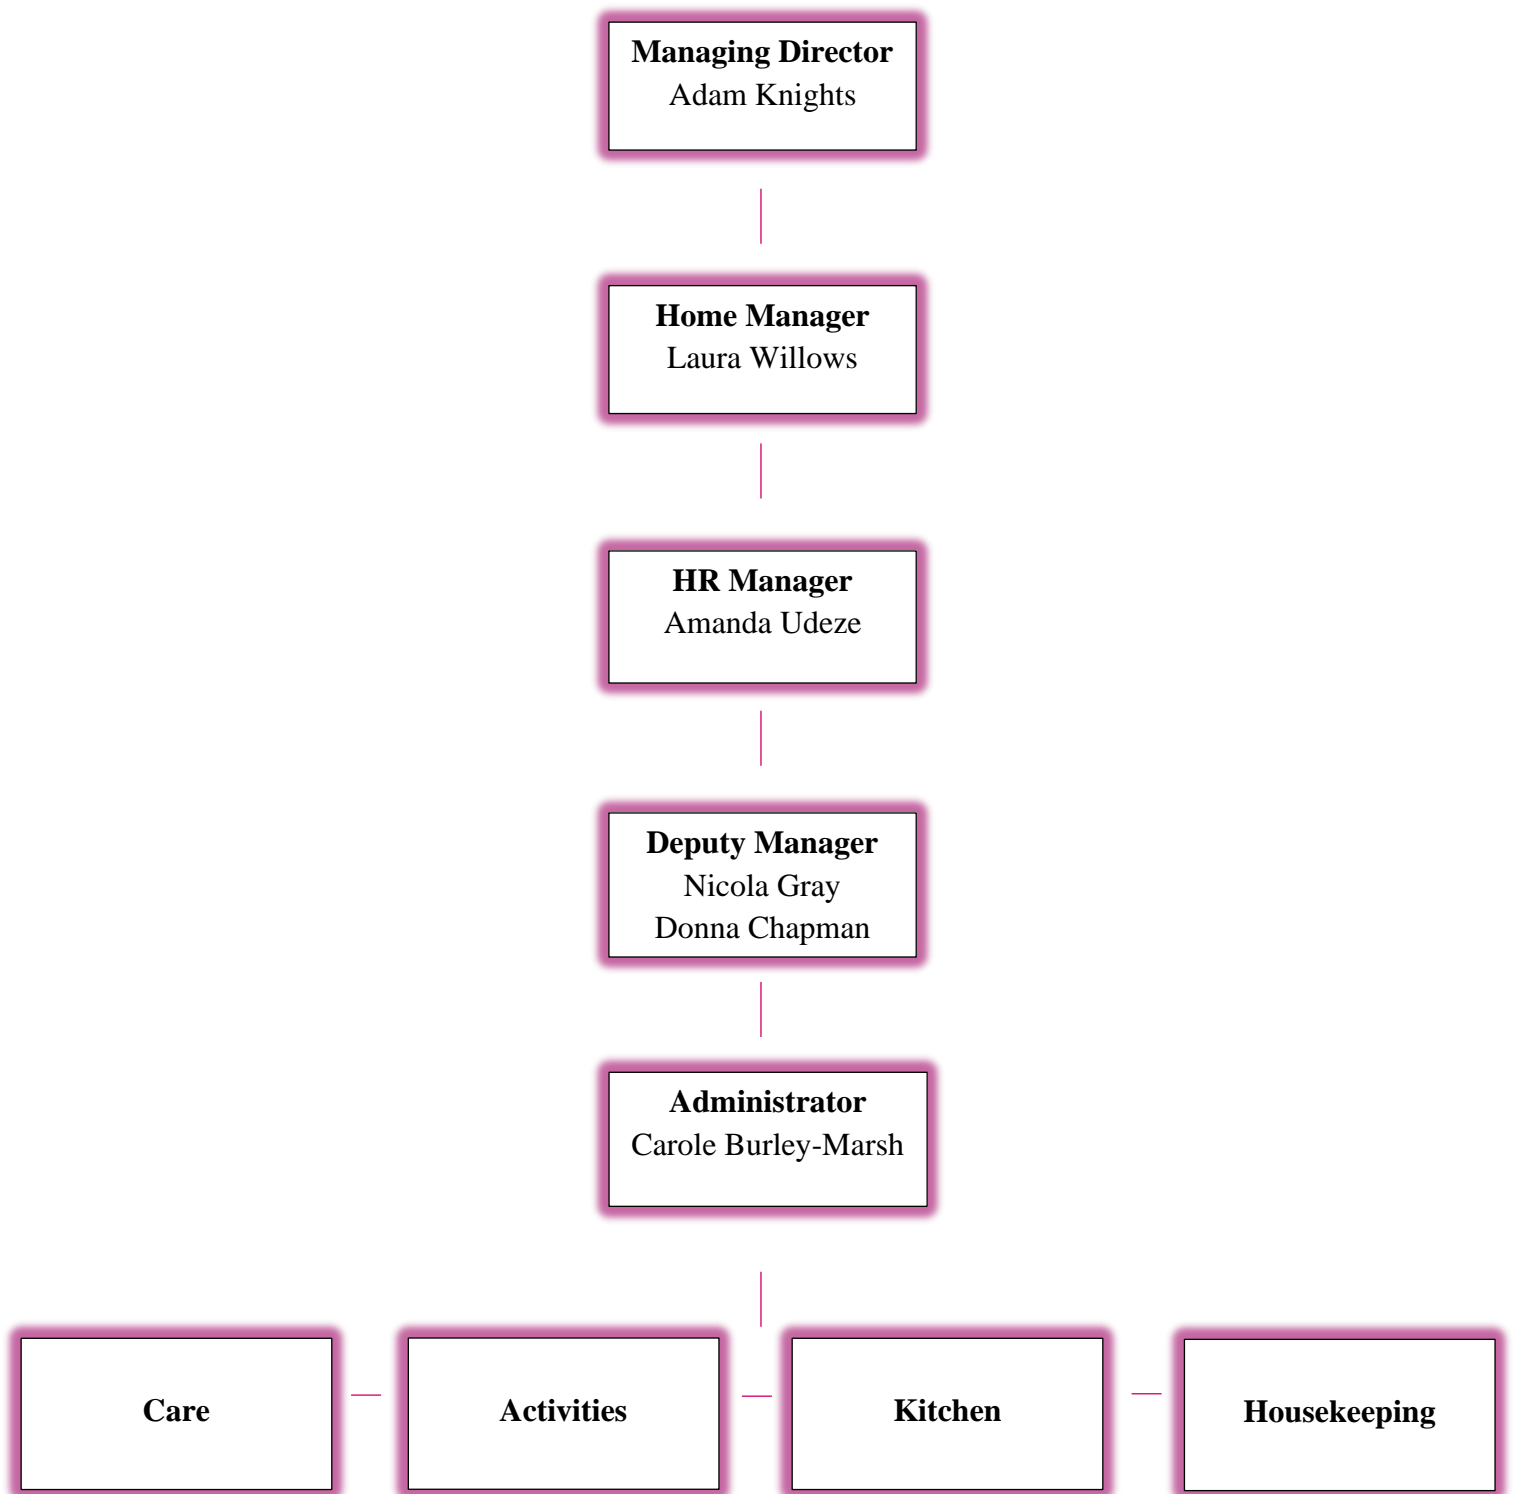 Managing Director
Adam Knights
Home Manager
Laura Willows
HR Manager
Amanda Udeze
Deputy Manager
Nicola Gray
Donna Chapman
Administrator
Carole Burley-Marsh
Care
Activities
Kitchen
Housekeeping